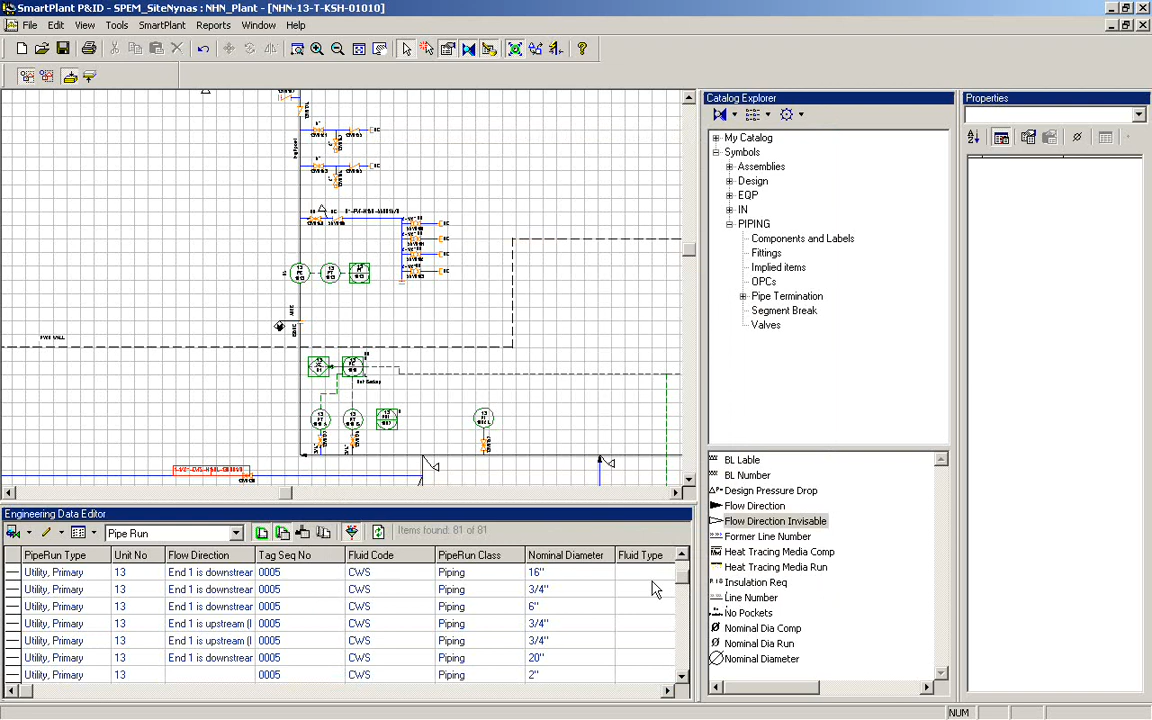 SmartPlant P&ID - SPEM_SiteNynas : NHN_Plant - [NHN-13-T-KSH-01010]
File Edit View Tools SmartPlant Reports Window Help
Catalog Explorer
Properties
My Catalog
Symbols
Assemblies
Design
EQP
IN
PIPING
Components and Labels
Fittings
Implied items
OPCs
Pipe Termination
Segment Break
Valves
BL Lable
BL Number
Design Pressure Drop
Flow Direction
Flow Direction Invisable
Former Line Number
Heat Tracing Media Comp
Heat Tracing Media Run
Insulation Req
Line Number
No Pockets
Nominal Dia Comp
Nominal Dia Run
Nominal Diameter
Engineering Data Editor
Pipe Run
Items found: 81 of 81
PipeRun Type Unit No Flow Direction Tag Seq No Fluid Code PipeRun Class Nominal Diameter Fluid Type
Utility, Primary 13 End 1 is downstrear 0005 CWS Piping 16"
Utility, Primary 13 End 1 is downstrear 0005 CWS Piping 3/4"
Utility, Primary 13 End 1 is downstrear 0005 CWS Piping 6"
Utility, Primary 13 End 1 is upstream (I 0005 CWS Piping 3/4"
Utility, Primary 13 End 1 is upstream (I 0005 CWS Piping 3/4"
Utility, Primary 13 End 1 is downstrear 0005 CWS Piping 20"
Utility, Primary 13 0005 CWS Piping 2"
NUM